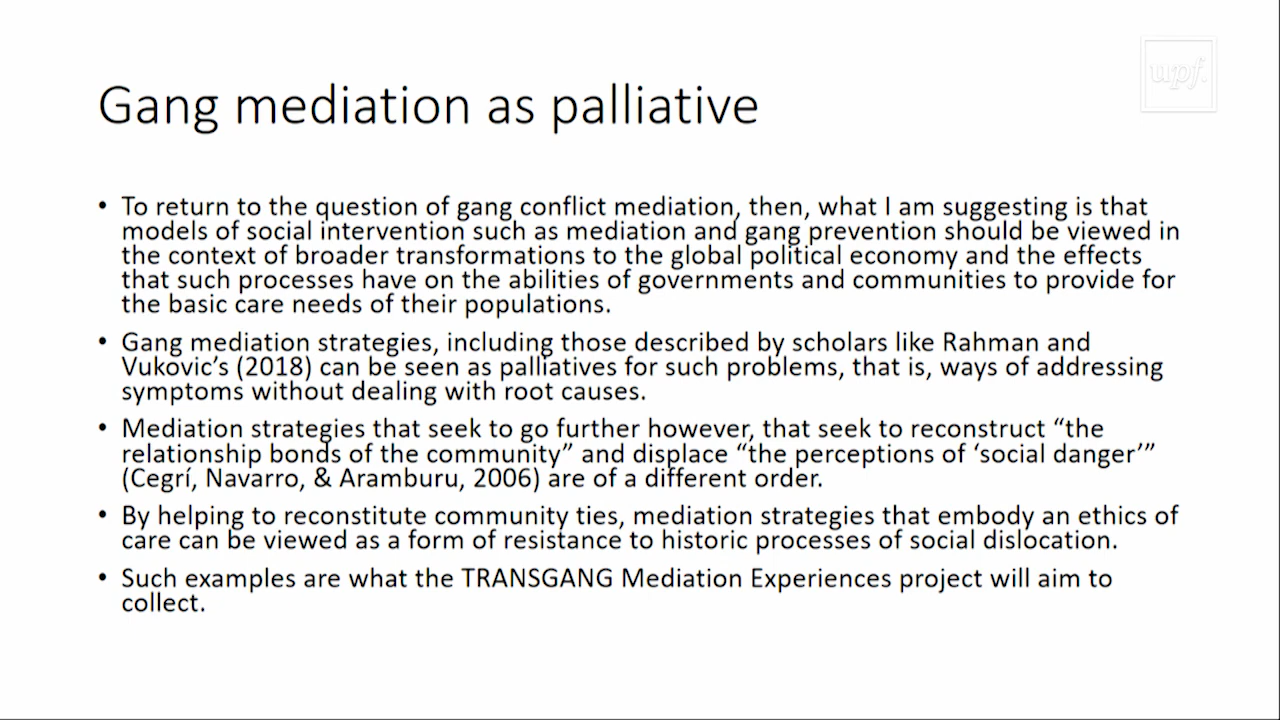 upf.
Gang mediation as palliative
• To return to the question of gang conflict mediation, then, what I am suggesting is that
models of social intervention such as mediation and gang prevention should be viewed in
the context of broader transformations to the global political economy and the effects
that such processes have on the abilities of governments and communities to provide for
the basic care needs of their populations.
• Gang mediation strategies, including those described by scholars like Rahman and
Vukovic’s (2018) can be seen as palliatives for such problems, that is, ways of addressing
symptoms without dealing with root causes.
• Mediation strategies that seek to go further however, that seek to reconstruct “the
relationship bonds of the community” and displace “the perceptions of ‘social danger’”
(Cegrí, Navarro, & Aramburu, 2006) are of a different order.
• By helping to reconstitute community ties, mediation strategies that embody an ethics of
care can be viewed as a form of resistance to historic processes of social dislocation.
• Such examples are what the TRANSGANG Mediation Experiences project will aim to
collect.